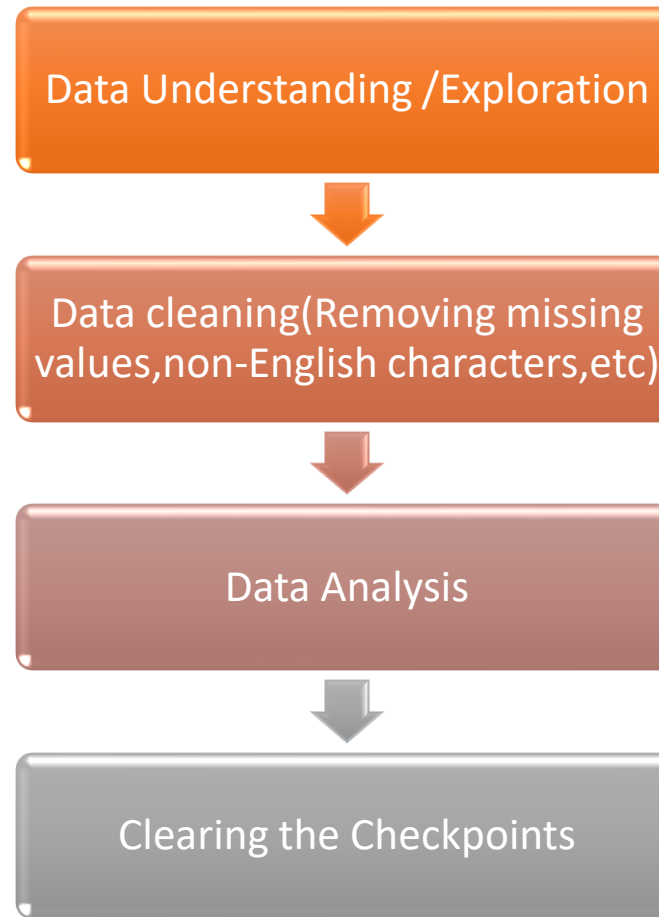 Data Understanding /Exploration
Data cleaning(Removing missing
values,non-English characters,etc)
Data Analysis
Clearing the Checkpoints